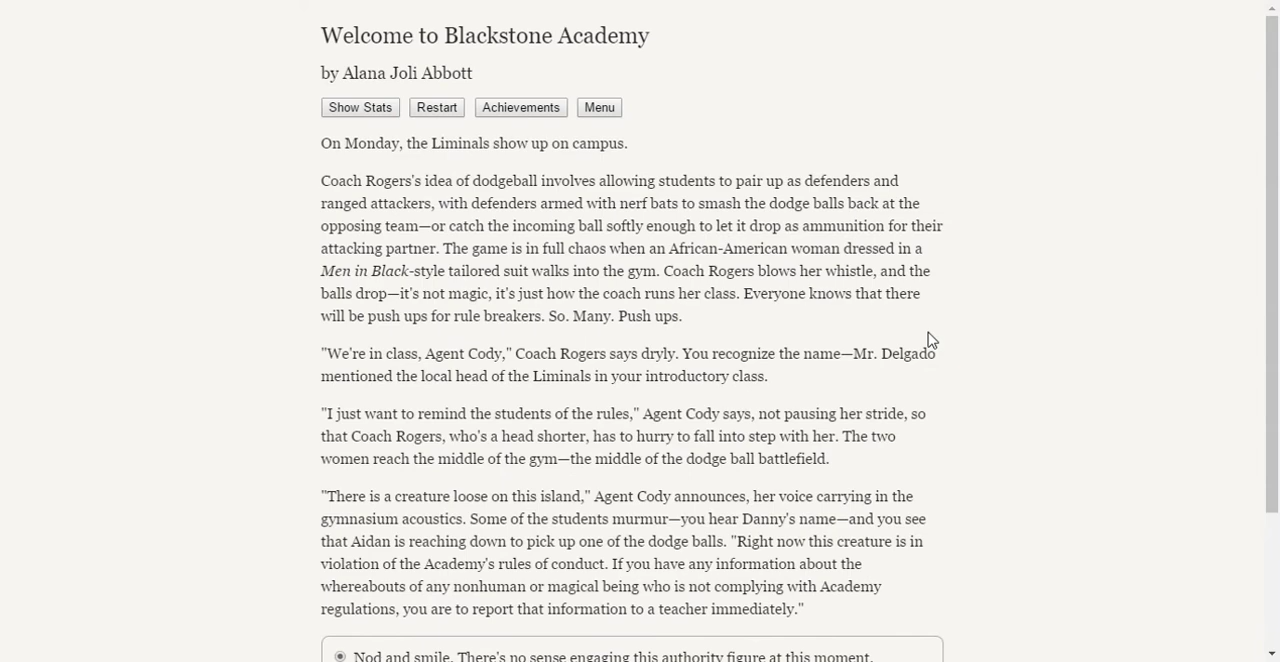 Welcome to Blackstone Academy
by Alana Joli Abbott
Show Stats Restart Achievements Menu
On Monday, the Liminals show up on campus.
Coach Rogers's idea of dodgeball involves allowing students to pair up as defenders and
ranged attackers, with defenders armed with nerf bats to smash the dodge balls back at the
opposing team—or catch the incoming ball softly enough to let it drop as ammunition for their
attacking partner. The game is in full chaos when an African-American woman dressed in a
Men in Black-style tailored suit walks into the gym. Coach Rogers blows her whistle, and the
balls drop—it's not magic, it's just how the coach runs her class. Everyone knows that there
will be push ups for rule breakers. So. Many. Push ups.
"We're in class, Agent Cody," Coach Rogers says dryly. You recognize the name—Mr. Delgado
mentioned the local head of the Liminals in your introductory class.
"I just want to remind the students of the rules," Agent Cody says, not pausing her stride, so
that Coach Rogers, who's a head shorter, has to hurry to fall into step with her. The two
women reach the middle of the gym—the middle of the dodge ball battlefield.
"There is a creature loose on this island," Agent Cody announces, her voice carrying in the
gymnasium acoustics. Some of the students murmur—you hear Danny's name—and you see
that Aidan is reaching down to pick up one of the dodge balls. "Right now this creature is in
violation of the Academy's rules of conduct. If you have any information about the
whereabouts of any nonhuman or magical being who is not complying with Academy
regulations, you are to report that information to a teacher immediately."
Nod and smile. There's no sense engaging this authority figure at this moment.